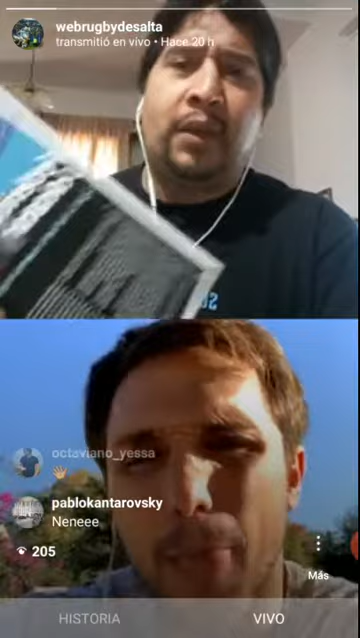 webrugbydesalta
transmitió en vivo • Hace 20 h
octaviano_yessa
👋🏽
pablokantarovsky
Neneee
205
Más
HISTORIA
VIVO